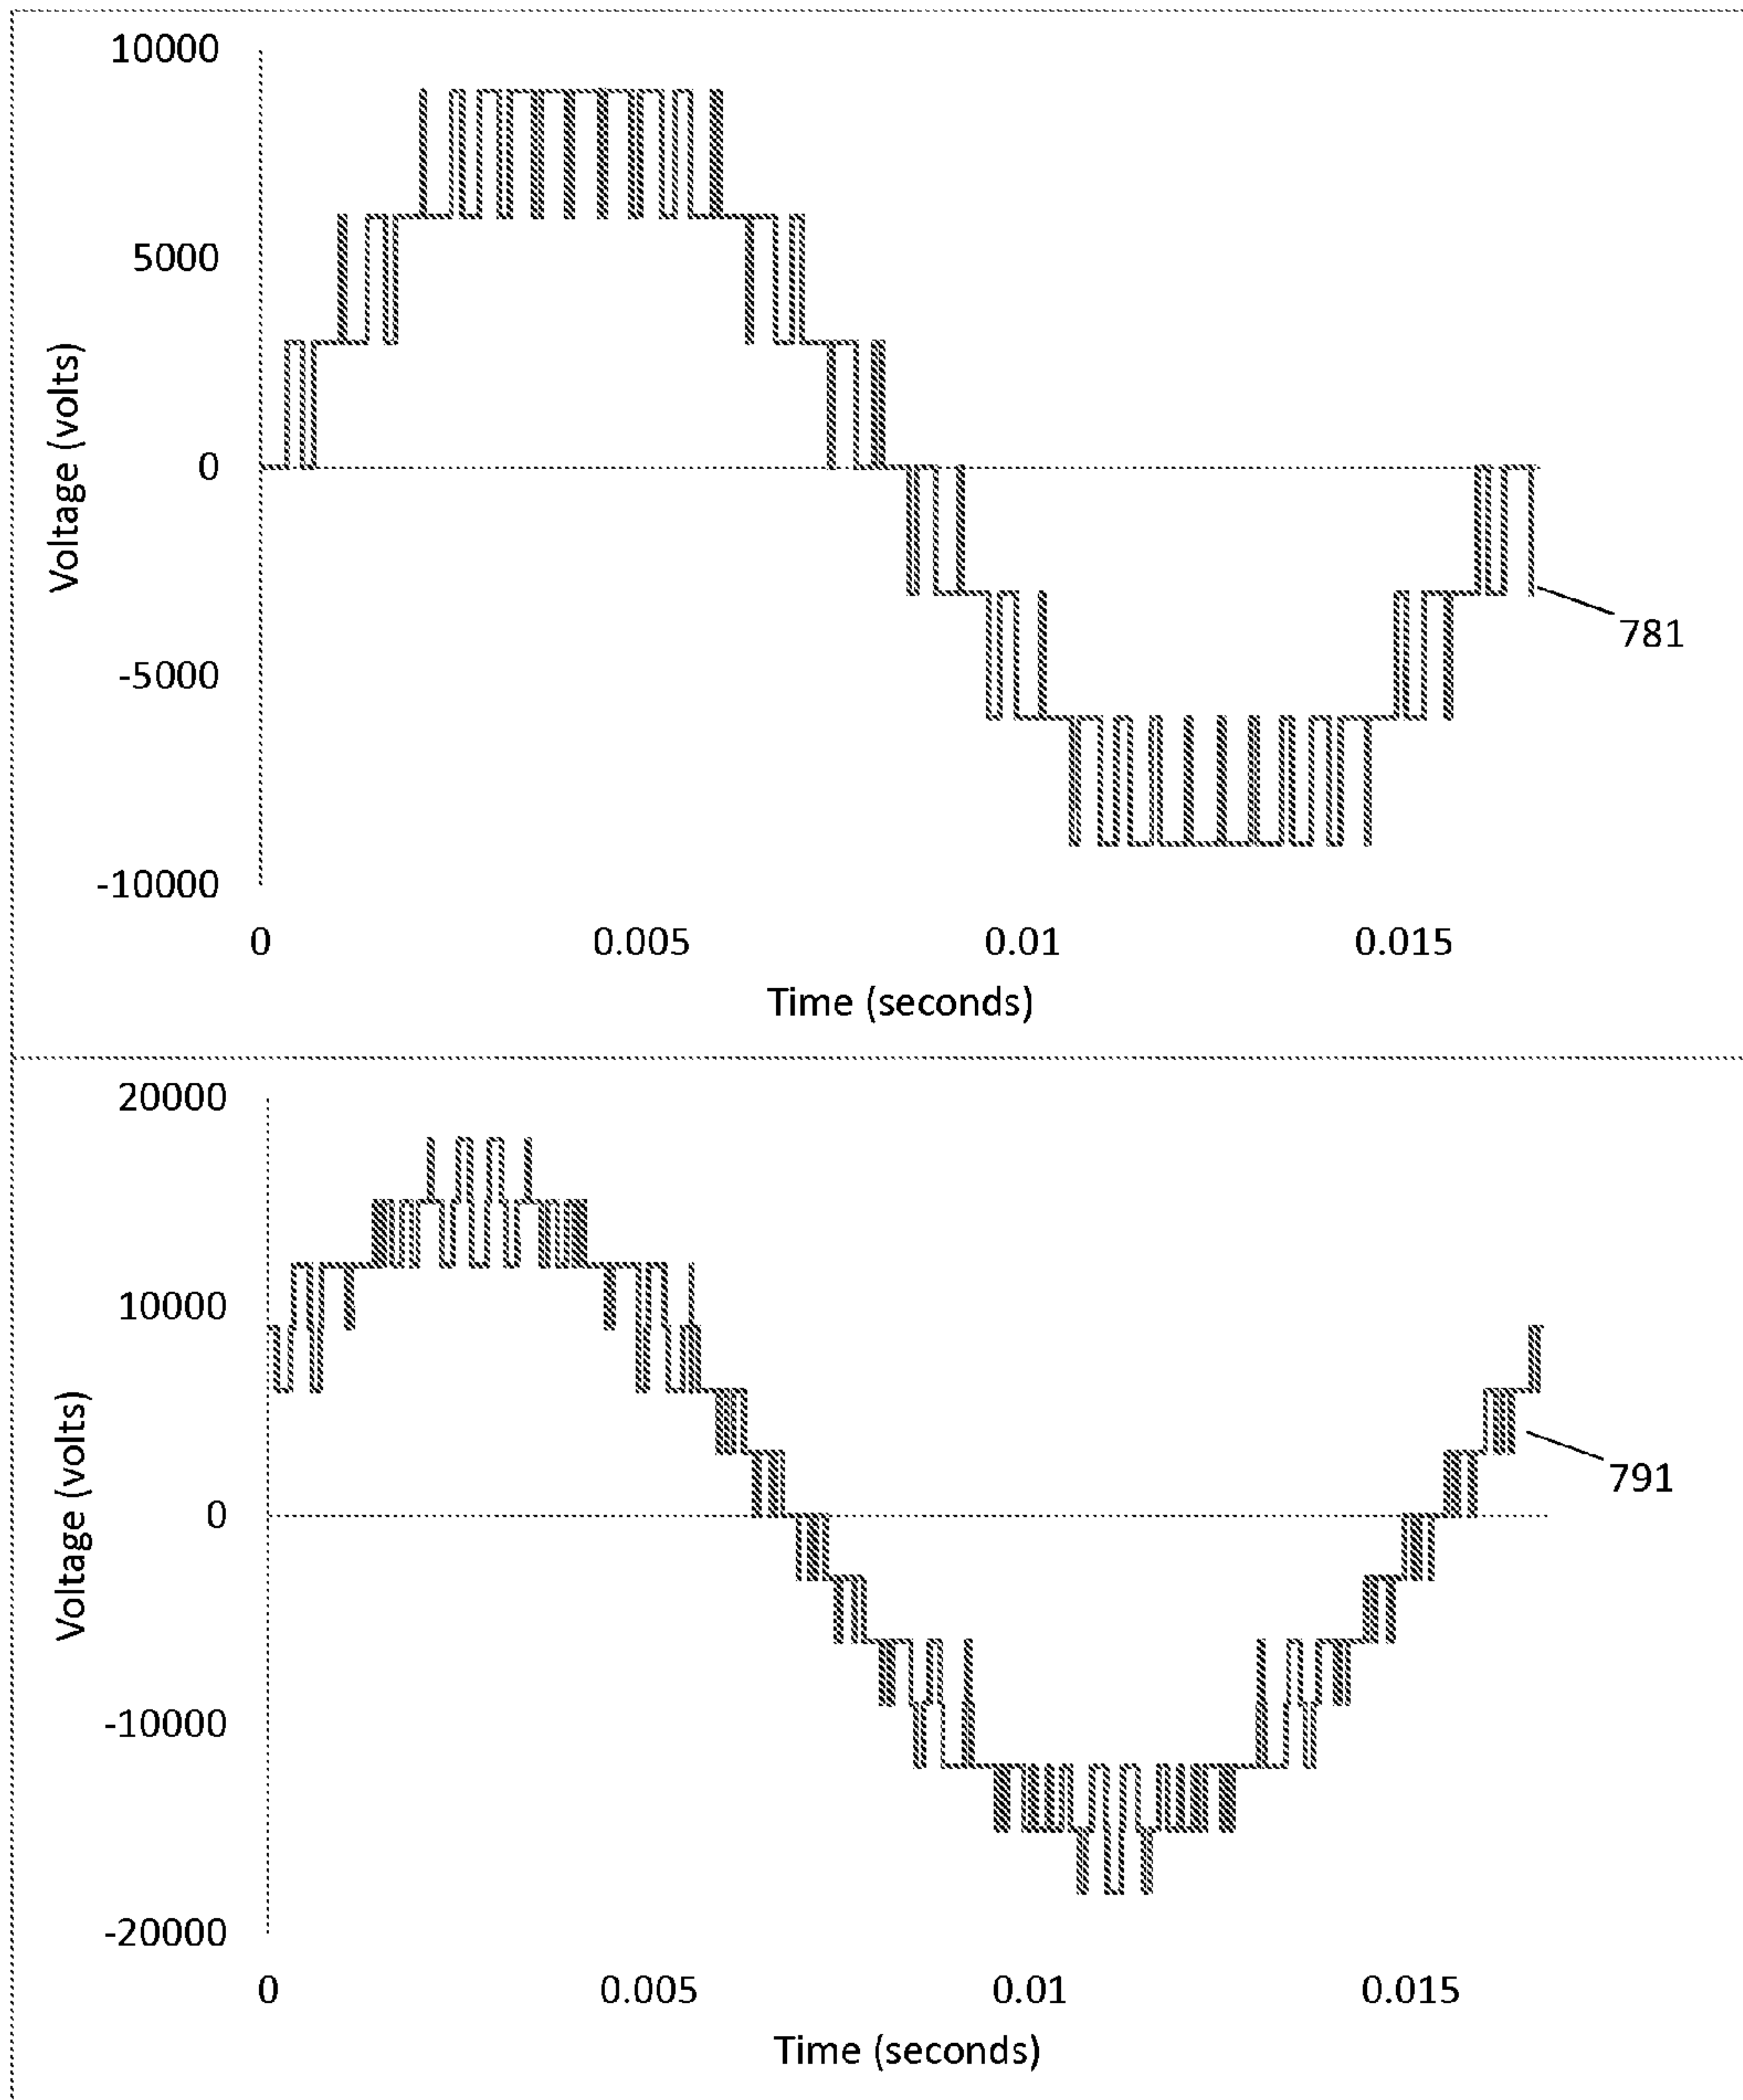 10000
5000
0
-5000
-10000
Voltage (volts)
781
0 0.005 0.01 0.015
Time (seconds)
20000
10000
0
-10000
-20000
Voltage (volts)
791
0 0.005 0.01 0.015
Time (seconds)